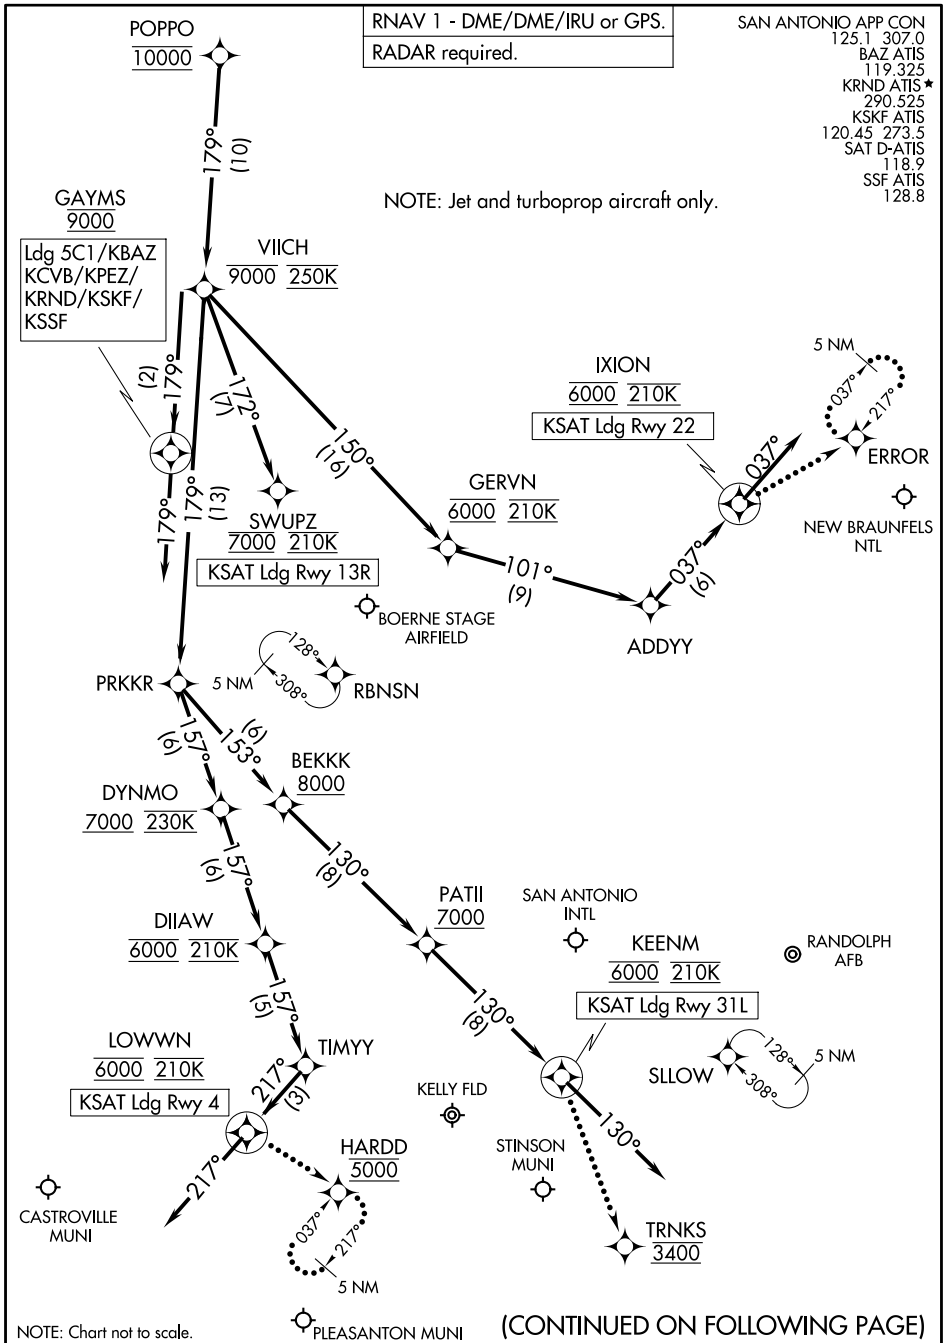 RNAV 1 - DME/DME/IRU or GPS.
RADAR required.
SAN ANTONIO APP CON
125.1 307.0
BAZ ATIS
119.325
KRND ATIS★
290.525
KSKF ATIS
120.45 273.5
SAT D-ATIS
118.9
SSF ATIS
128.8
POPPO
10000
179°
(10)
NOTE: Jet and turboprop aircraft only.
GAYMS
9000
Ldg 5C1/KBAZ
KCVB/KPEZ/
KRND/KSKF/
KSSF
VIICH
9000 250K
(2)
179°
172°
(7)
150°
(16)
179°
179°
(13)
SWUPZ
7000 210K
KSAT Ldg Rwy 13R
GERVN
6000 210K
101°
(9)
IXION
6000 210K
KSAT Ldg Rwy 22
037°
5 NM
037°
217°
ERROR
NEW BRAUNFELS
NTL
037°
(6)
ADDYY
BOERNE STAGE
AIRFIELD
PRKKR
5 NM
128°
308°
RBNSN
157°
(6)
(6)
153°
BEKKK
8000
DYNMO
7000 230K
157°
(6)
130°
(8)
DIIAW
6000 210K
PATII
7000
SAN ANTONIO
INTL
RANDOLPH
AFB
KEENM
6000 210K
KSAT Ldg Rwy 31L
157°
(5)
130°
(8)
LOWWN
6000 210K
KSAT Ldg Rwy 4
TIMYY
217°
(3)
SLLOW
128°
308°
5 NM
KELLY FLD
130°
STINSON
MUNI
217°
HARDD
5000
037°
217°
5 NM
CASTROVILLE
MUNI
TRNKS
3400
PLEASANTON MUNI
NOTE: Chart not to scale.
(CONTINUED ON FOLLOWING PAGE)